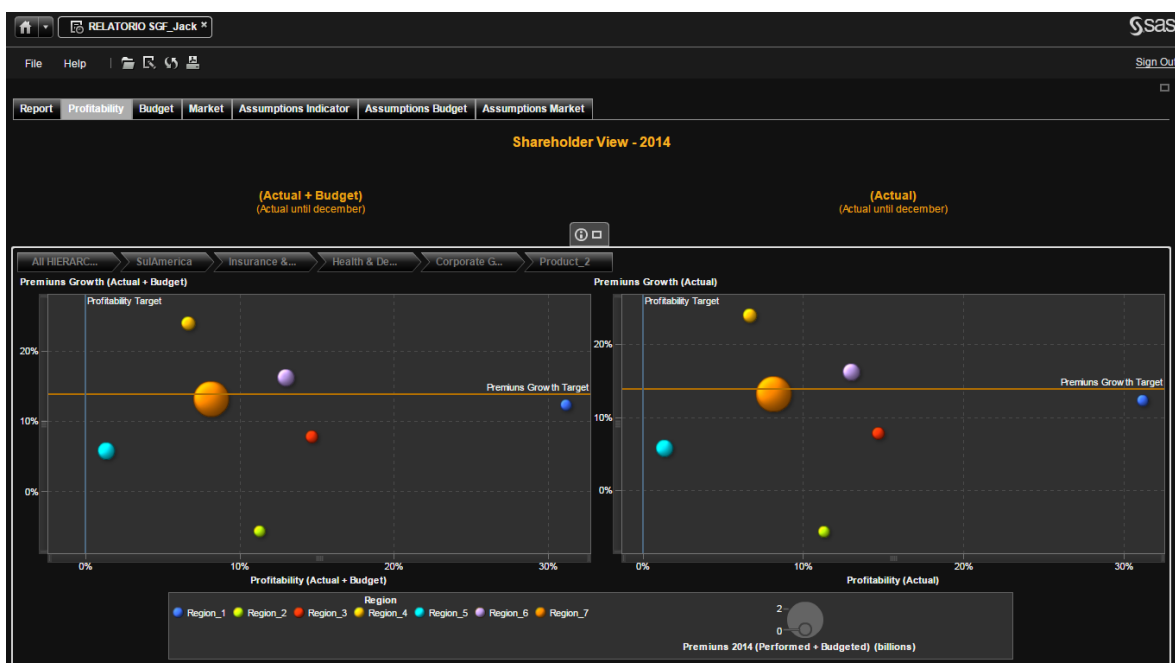 RELATORIO SGF_Jack ×
sas
File Help
Sign Out
Report Profitability Budget Market Assumptions Indicator Assumptions Budget Assumptions Market
Shareholder View - 2014
(Actual + Budget)
(Actual until december)
(Actual)
(Actual until december)
All HIERARC... SulAmerica Insurance &... Health & De... Corporate G... Product_2
Premiuns Growth (Actual + Budget)
Profitability Target
20%
Premiuns Growth Target
10%
0%
0% 10% 20% 30%
Profitability (Actual + Budget)
Premiuns Growth (Actual)
Profitability Target
20%
Premiuns Growth Target
10%
0%
0% 10% 20% 30%
Profitability (Actual)
Region
Region_1 Region_2 Region_3 Region_4 Region_5 Region_6 Region_7
2
0
Premiuns 2014 (Performed + Budgeted) (billions)